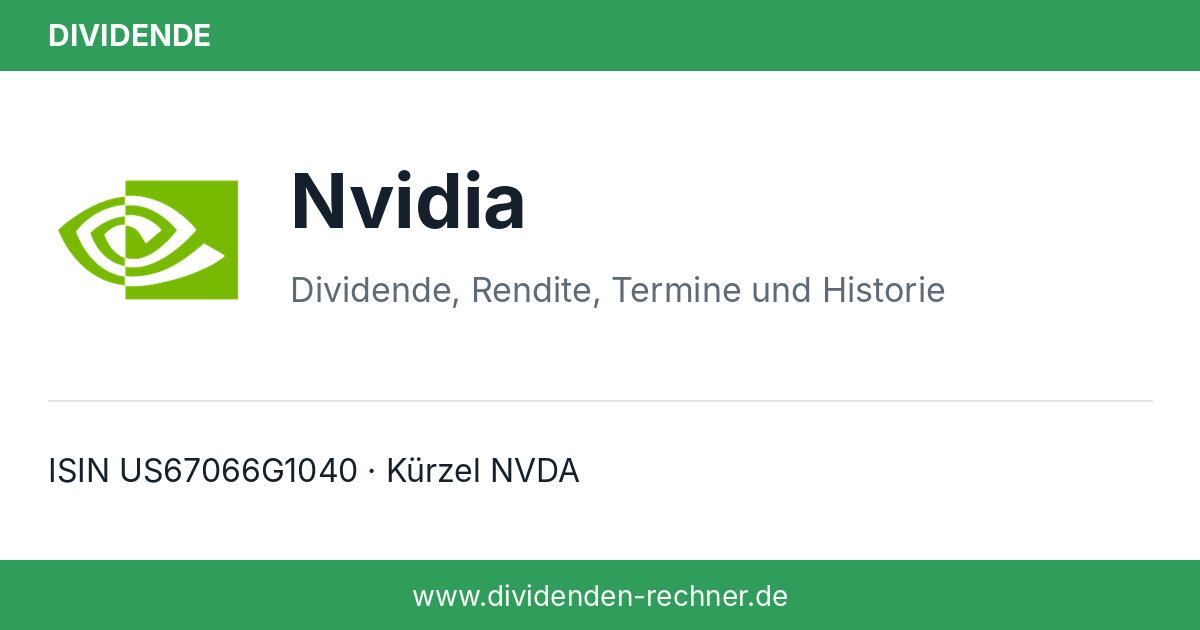 DIVIDENDE
Nvidia
Dividende, Rendite, Termine und Historie
ISIN US67066G1040 · Kürzel NVDA
www.dividenden-rechner.de